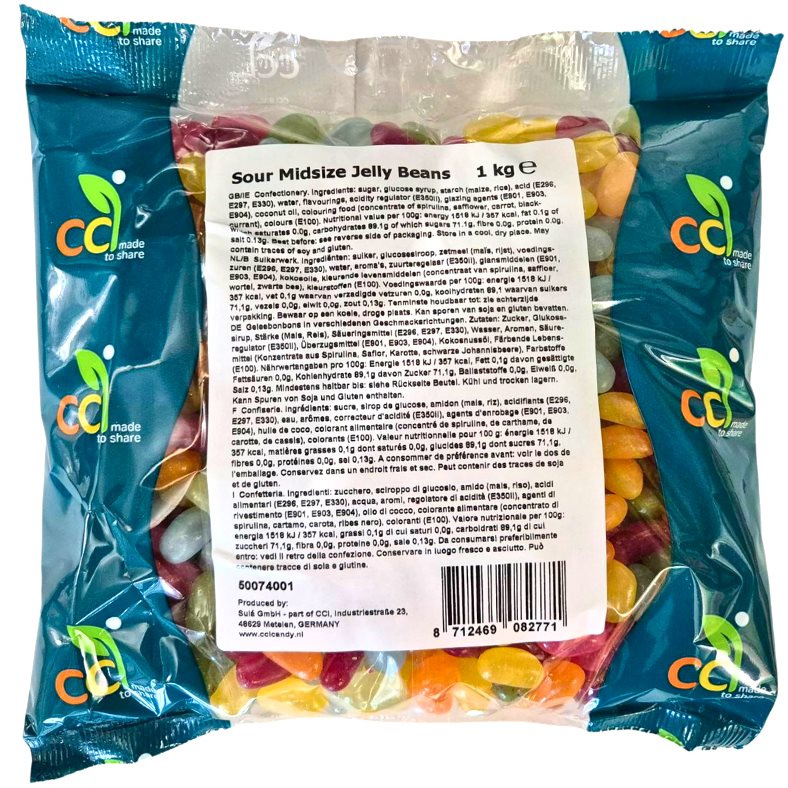 CCI made
to share
made
to share
Sour Midsize Jelly Beans 1 kg ℮
GB/IE Confectionery. Ingredients: sugar, glucose syrup, starch (maize, rice), acid (E296,
E297, E330), water, flavourings, acidity regulator (E350ii), glazing agents (E901, E903,
E904), coconut oil, colouring food (concentrate of spirulina, safflower, carrot, black-
currant), colours (E100). Nutritional value per 100g: energy 1518 kJ / 357 kcal, fat 0.1g of
which saturates 0.0g, carbohydrates 89.1g of which sugars 71.1g, fibre 0.0g, protein 0.0g,
salt 0.13g. Best before: see reverse side of packaging. Store in a cool, dry place. May
contain traces of soy and gluten.
NL/B Suikerwerk. Ingrediënten: suiker, glucosestroop, zetmeel (maïs, rijst), voedings-
zuren (E296, E297, E330), water, aroma's, zuurteregelaar (E350ii), glansmiddelen (E901,
E903, E904), kokosolie, kleurende levensmiddelen (concentraat van spirulina, saffloer,
wortel, zwarte bes), kleurstoffen (E100). Voedingswaarde per 100g: energie 1518 kJ /
357 kcal, vet 0,1g waarvan verzadigde vetzuren 0,0g, koolhydraten 89,1 waarvan suikers
71,1g, vezels 0,0g, eiwit 0,0g, zout 0,13g. Tenminste houdbaar tot: zie achterzijde
verpakking. Bewaar op een koele, droge plaats. Kan sporen van soja en gluten bevatten.
DE Geleebonbons in verschiedenen Geschmacksrichtungen. Zutaten: Zucker, Glukose-
sirup, Stärke (Mais, Reis), Säuerungsmittel (E296, E297, E330), Wasser, Aromen, Säure-
regulator (E350ii), Überzugsmittel (E901, E903, E904), Kokosnussöl, Färbende Lebens-
mittel (Konzentrate aus Spirulina, Saflor, Karotte, schwarze Johannisbeere), Farbstoffe
(E100). Nährwertangaben pro 100g: Energie 1518 kJ / 357 kcal, Fett 0,1g davon gesättigte
Fettsäuren 0,0g, Kohlenhydrate 89,1g davon Zucker 71,1g, Ballaststoffe 0,0g, Eiweiß 0,0g,
Salz 0,13g. Mindestens haltbar bis: siehe Rückseite Beutel. Kühl und trocken lagern.
Kann Spuren von Soja und Gluten enthalten.
F Confiserie. Ingrédients: sucre, sirop de glucose, amidon (maïs, riz), acidifiants (E296,
E297, E330), eau, arômes, correcteur d'acidité (E350ii), agents d'enrobage (E901, E903,
E904), huile de coco, colorant alimentaire (concentré de spiruline, de carthame, de
carotte, de cassis), colorants (E100). Valeur nutritionnelle pour 100 g: énergie 1518 kJ /
357 kcal, matières grasses 0,1g dont saturés 0,0g, glucides 89,1g dont sucres 71,1g,
fibres 0,0g, protéines 0,0g, sel 0,13g. A consommer de préférence avant: voir le dos de
l'emballage. Conservez dans un endroit frais et sec. Peut contenir des traces de soja
et de gluten.
I Confetteria. Ingredienti: zucchero, sciroppo di glucosio, amido (mais, riso), acidi
alimentari (E296, E297, E330), acqua, aromi, regolatore di acidità (E350ii), agenti di
rivestimento (E901, E903, E904), olio di cocco, colorante alimentare (concentrato di
spirulina, cartamo, carota, ribes nero), coloranti (E100). Valore nutrizionale per 100g:
energia 1518 kJ / 357 kcal, grassi 0,1g di cui saturi 0,0g, carboidrati 89,1g di cui
zuccheri 71,1g, fibra 0,0g, proteine 0,0g, sale 0,13g. Da consumarsi preferibilmente
entro: vedi il retro della confezione. Conservare in luogo fresco e asciutto. Può
contenere tracce di soia e glutine.
50074001
Produced by:
Sulá GmbH - part of CCI, Industriestraße 23,
48629 Metelen, GERMANY
www.ccicandy.nl
8 712469 082771
CCI made
to share
CCI made
to share
CCI made
to share
CCI made
to share
CCI made
to share
CCI made
to share